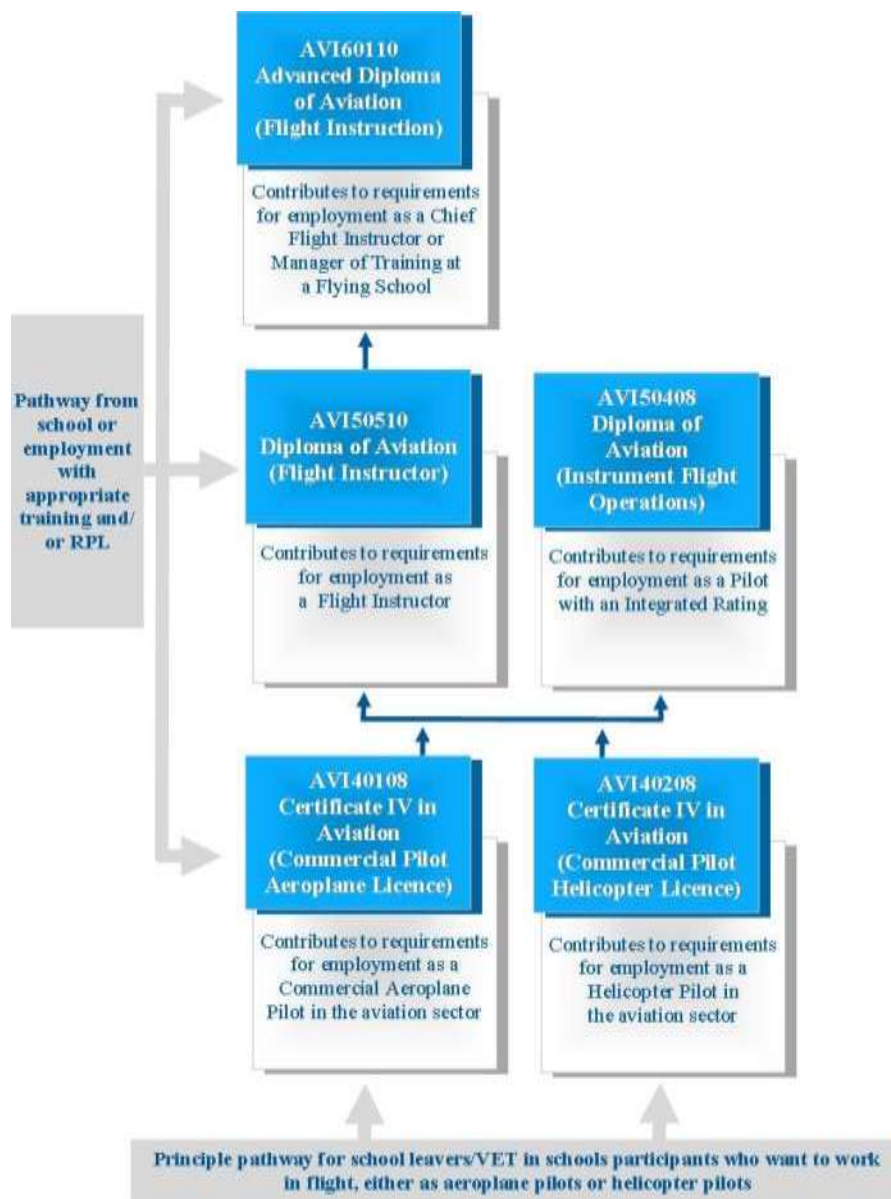 AVI60110
Advanced Diploma
of Aviation
(Flight Instruction)
Contributes to requirements
for employment as a Chief
Flight Instructor or
Manager of Training at
a Flying School
Pathway from
school or
employment
with
appropriate
training and/
or RPL
AVI50510
Diploma of Aviation
(Flight Instructor)
Contributes to requirements
for employment as
a Flight Instructor
AVI50408
Diploma of
Aviation
(Instrument Flight
Operations)
Contributes to requirements
for employment as a Pilot
with an Integrated Rating
AVI40108
Certificate IV in
Aviation
(Commercial Pilot
Aeroplane Licence)
Contributes to requirements
for employment as a
Commercial Aeroplane
Pilot in the aviation sector
AVI40208
Certificate IV in
Aviation
(Commercial Pilot
Helicopter Licence)
Contributes to requirements
for employment as a
Helicopter Pilot in
the aviation sector
Principle pathway for school leavers/VET in schools participants who want to work
in flight, either as aeroplane pilots or helicopter pilots